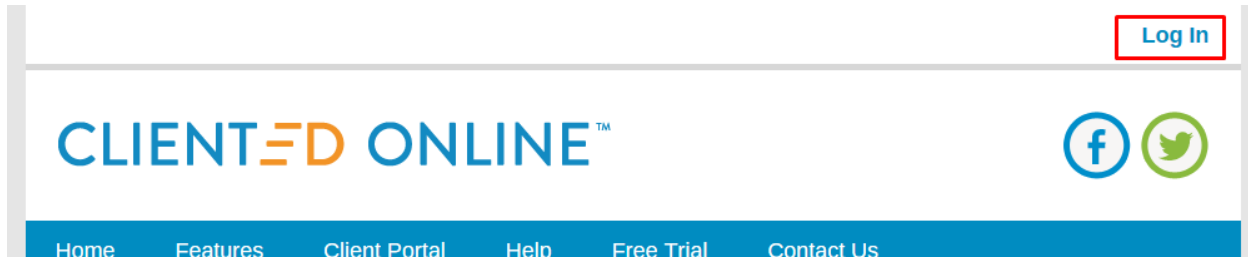 Log In
CLIENTED ONLINE™
Home Features Client Portal Help Free Trial Contact Us